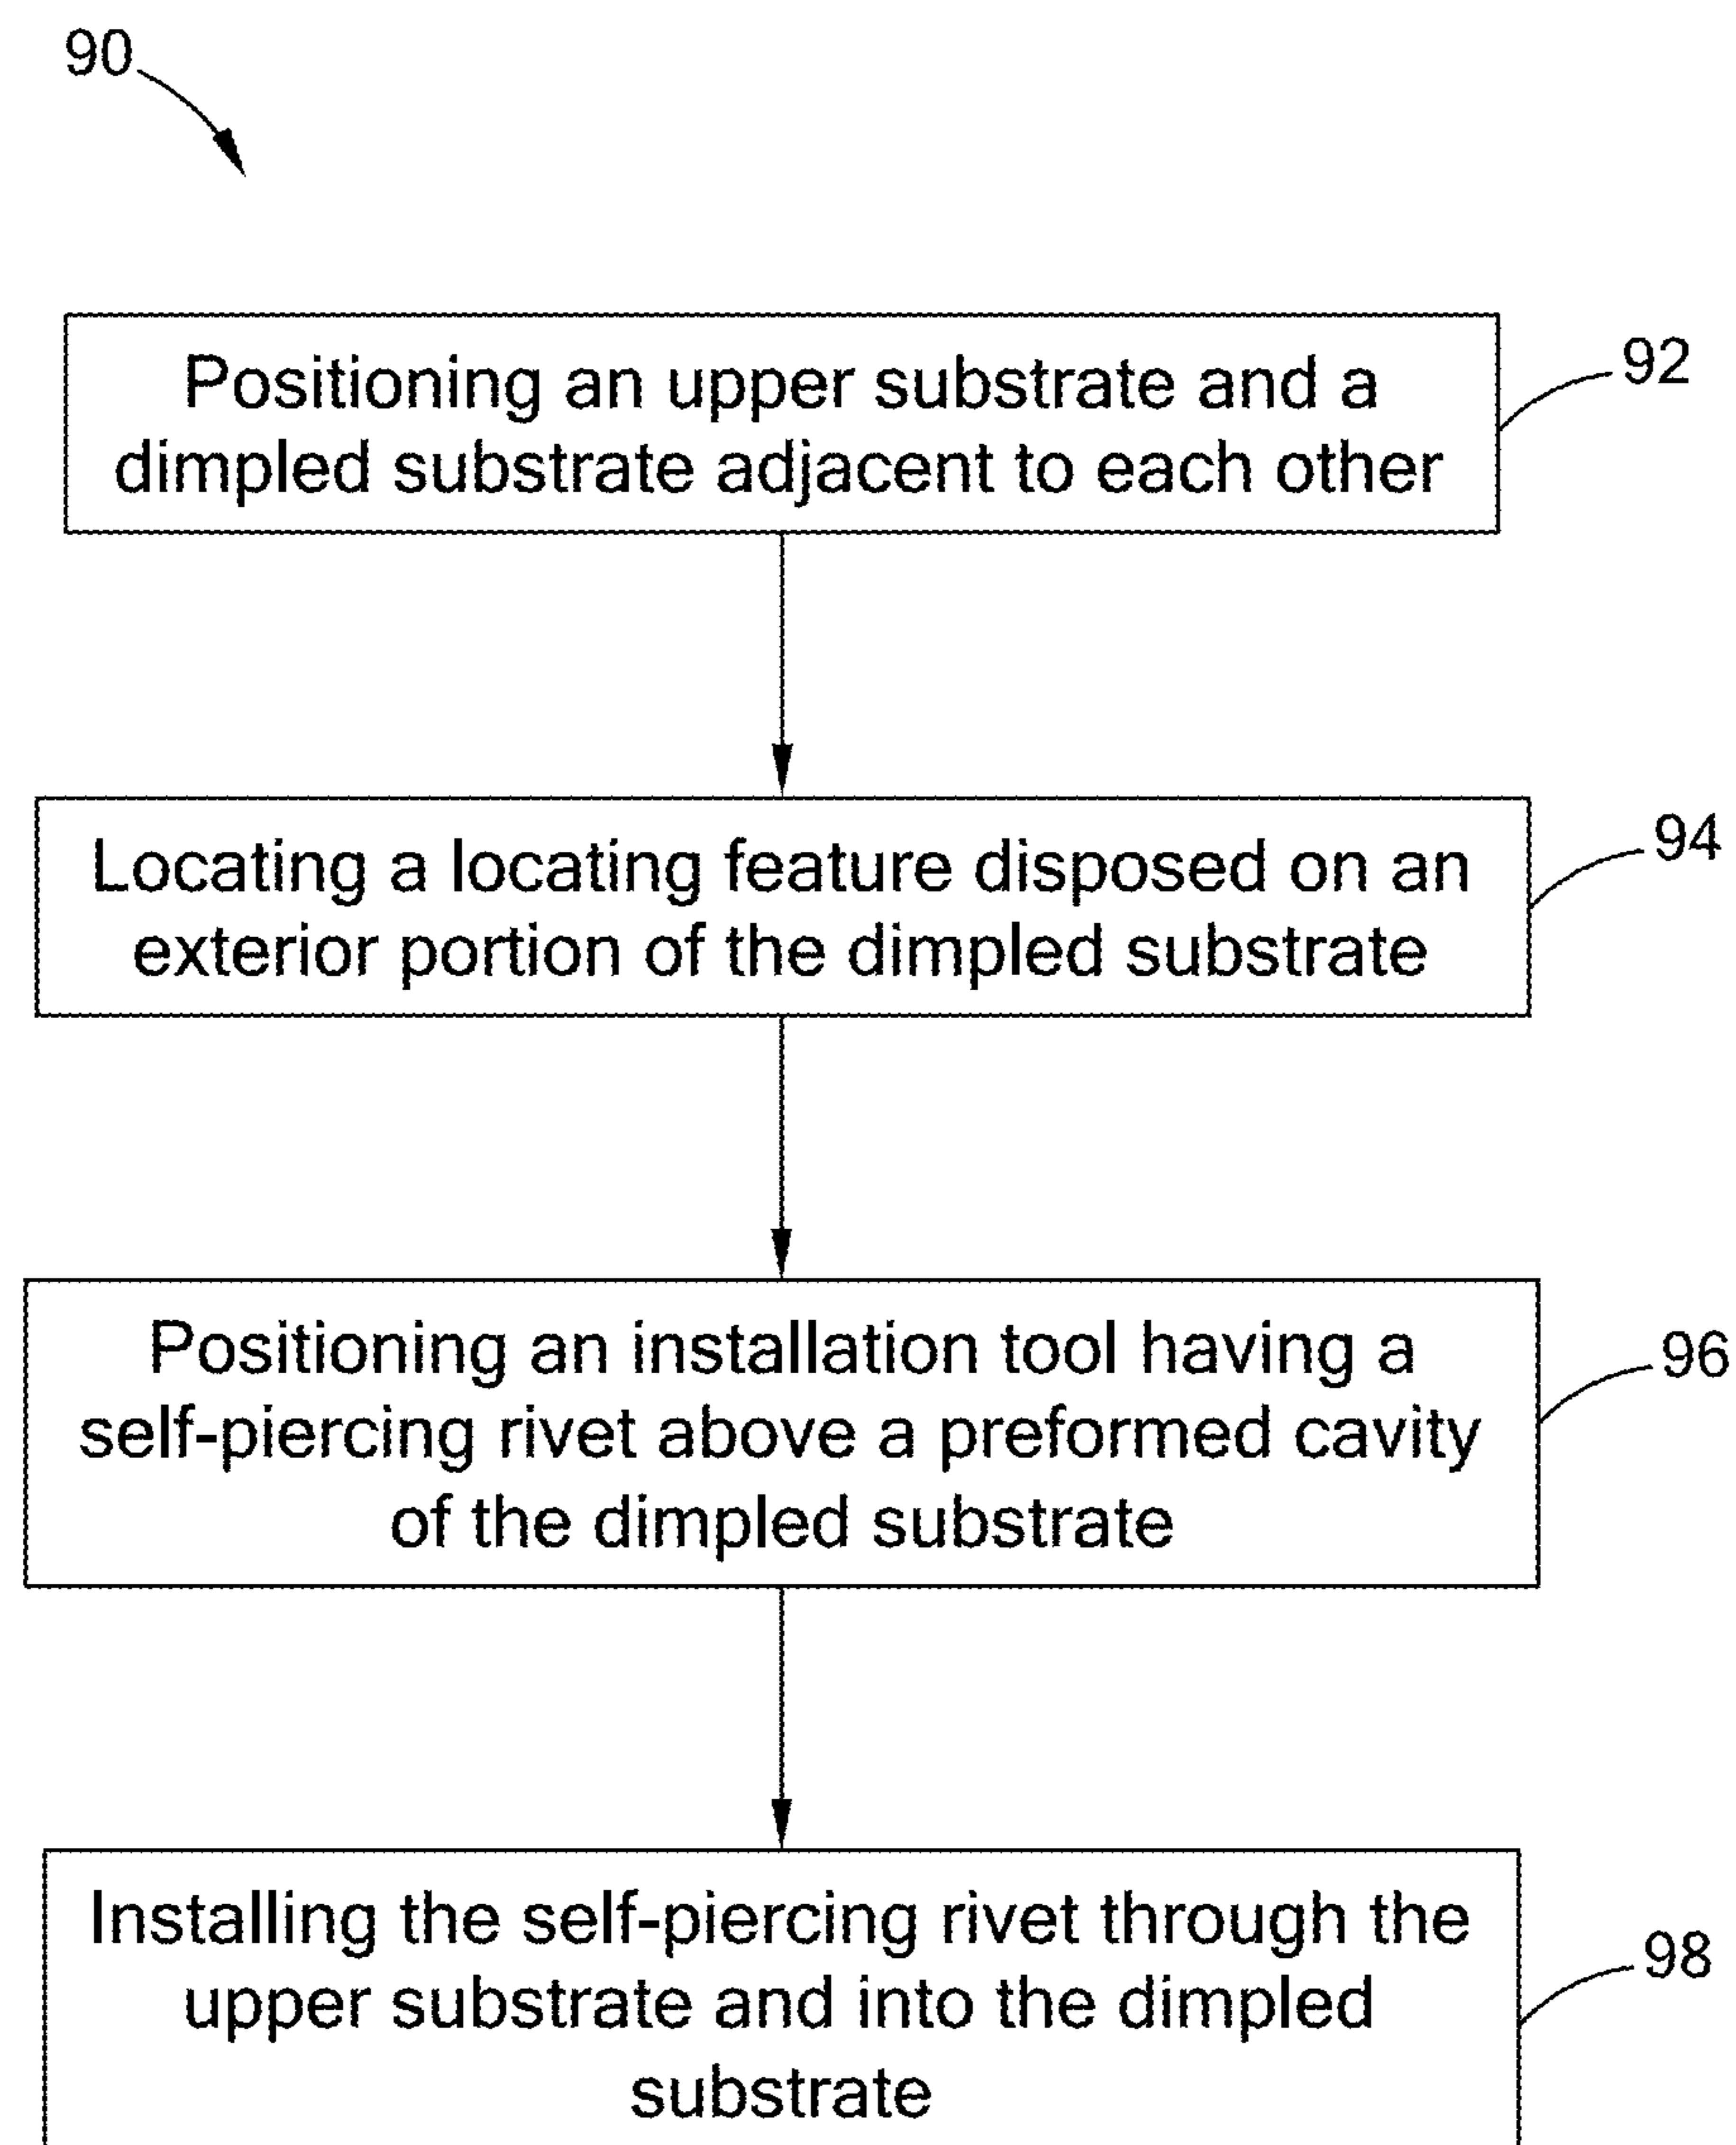 90
Positioning an upper substrate and a
dimpled substrate adjacent to each other
92
Locating a locating feature disposed on an
exterior portion of the dimpled substrate
94
Positioning an installation tool having a
self-piercing rivet above a preformed cavity
of the dimpled substrate
96
Installing the self-piercing rivet through the
upper substrate and into the dimpled
substrate
98